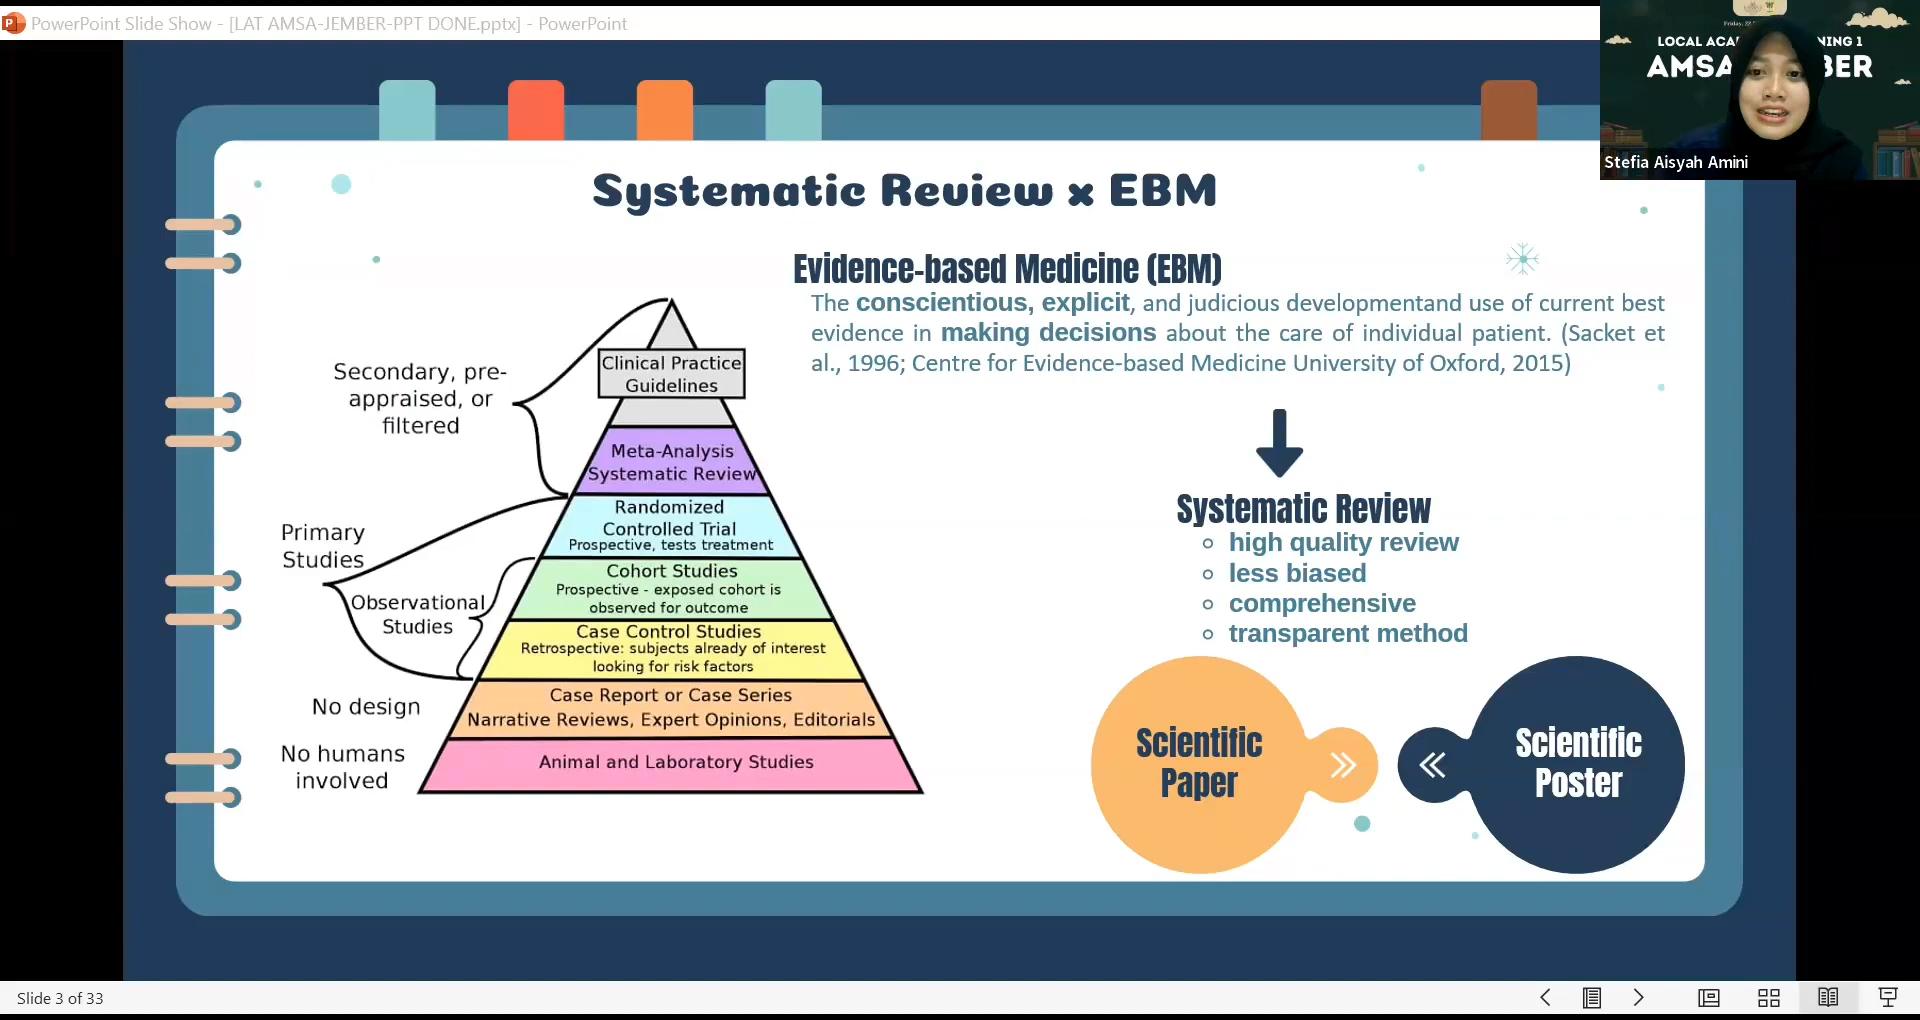 PowerPoint Slide Show - [LAT AMSA-JEMBER-PPT DONE.pptx] - PowerPoint
LOCAL ACA NING 1
AMSA BER
Stefia Aisyah Amini
Systematic Review x EBM
Evidence-based Medicine (EBM)
The conscientious, explicit, and judicious developmentand use of current best
evidence in making decisions about the care of individual patient. (Sacket et
al., 1996; Centre for Evidence-based Medicine University of Oxford, 2015)
Secondary, pre-
appraised, or
filtered
Primary
Studies
Observational
Studies
No design
No humans
involved
Clinical Practice
Guidelines
Meta-Analysis
Systematic Review
Randomized
Controlled Trial
Prospective, tests treatment
Cohort Studies
Prospective - exposed cohort is
observed for outcome
Case Control Studies
Retrospective: subjects already of interest
looking for risk factors
Case Report or Case Series
Narrative Reviews, Expert Opinions, Editorials
Animal and Laboratory Studies
Systematic Review
high quality review
less biased
comprehensive
transparent method
Scientific
Paper
Scientific
Poster
Slide 3 of 33